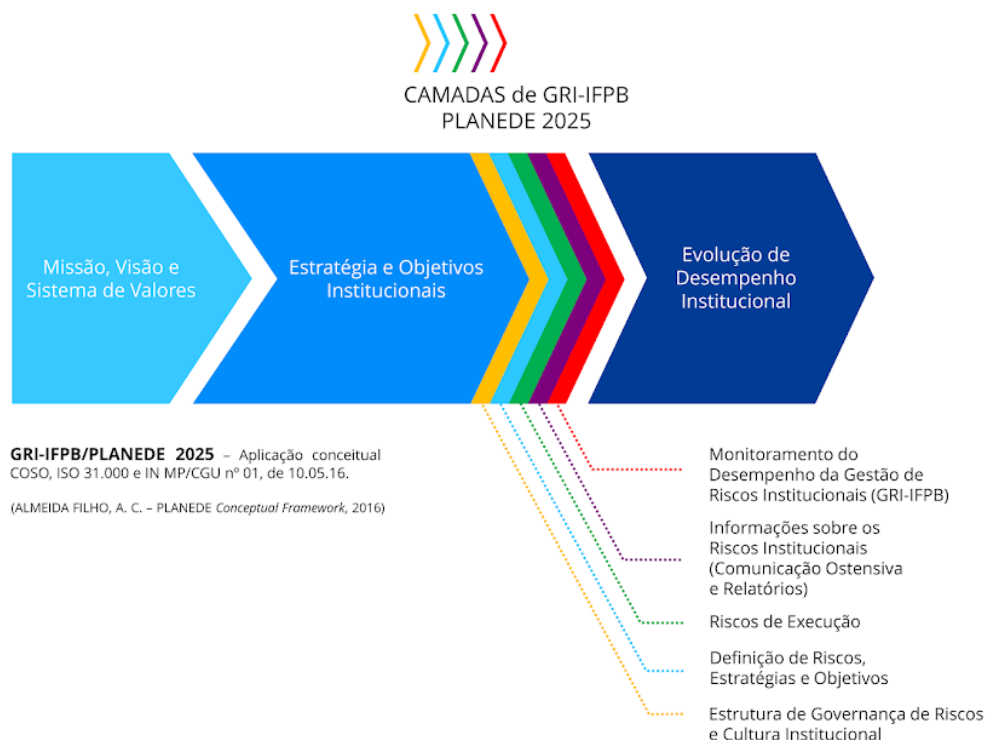 CAMADAS de GRI-IFPB
PLANEDE 2025
Missão, Visão e
Sistema de Valores
Estratégia e Objetivos
Institucionais
Evolução de
Desempenho
Institucional
GRI-IFPB/PLANEDE 2025 – Aplicação conceitual
COSO, ISO 31.000 e IN MP/CGU nº 01, de 10.05.16.
(ALMEIDA FILHO, A. C. – PLANEDE Conceptual Framework, 2016)
Monitoramento do
Desempenho da Gestão de
Riscos Institucionais (GRI-IFPB)
Informações sobre os
Riscos Institucionais
(Comunicação Ostensiva
e Relatórios)
Riscos de Execução
Definição de Riscos,
Estratégias e Objetivos
Estrutura de Governança de Riscos
e Cultura Institucional